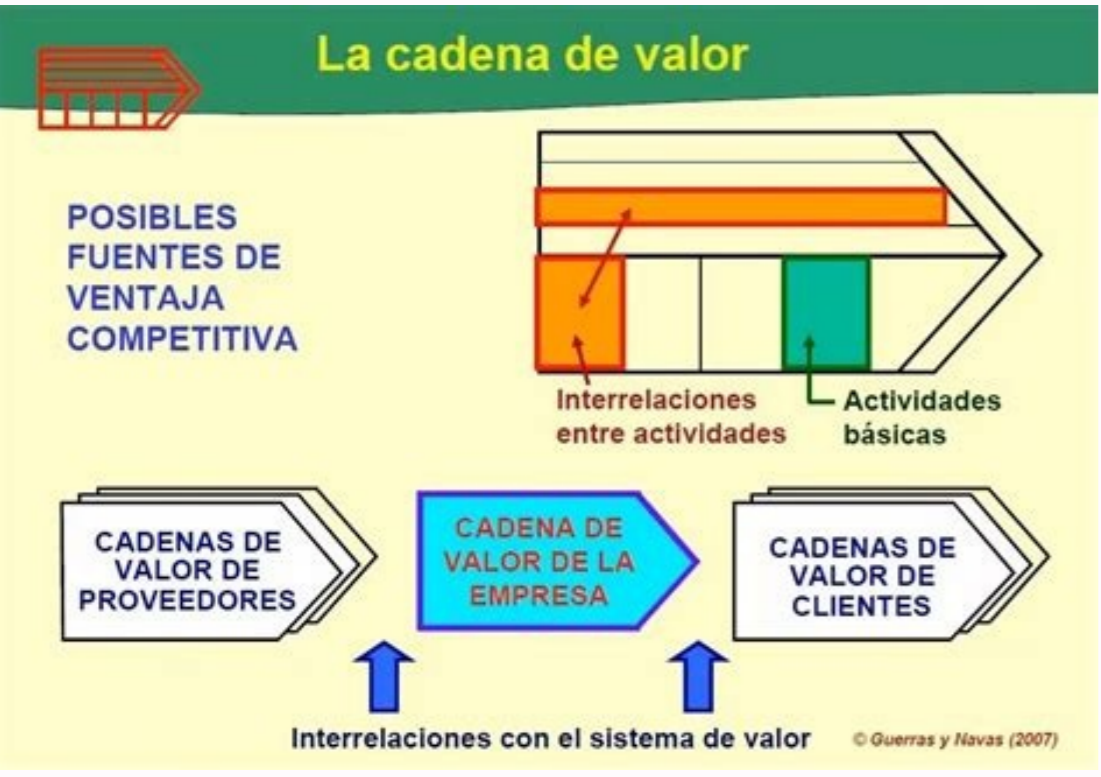 La cadena de valor
POSIBLES
FUENTES DE
VENTAJA
COMPETITIVA
Interrelaciones
entre actividades
Actividades
básicas
CADENAS DE
VALOR DE
PROVEEDORES
CADENA DE
VALOR DE LA
EMPRESA
CADENAS DE
VALOR DE
CLIENTES
Interrelaciones con el sistema de valor
© Guerras y Navas (2007)